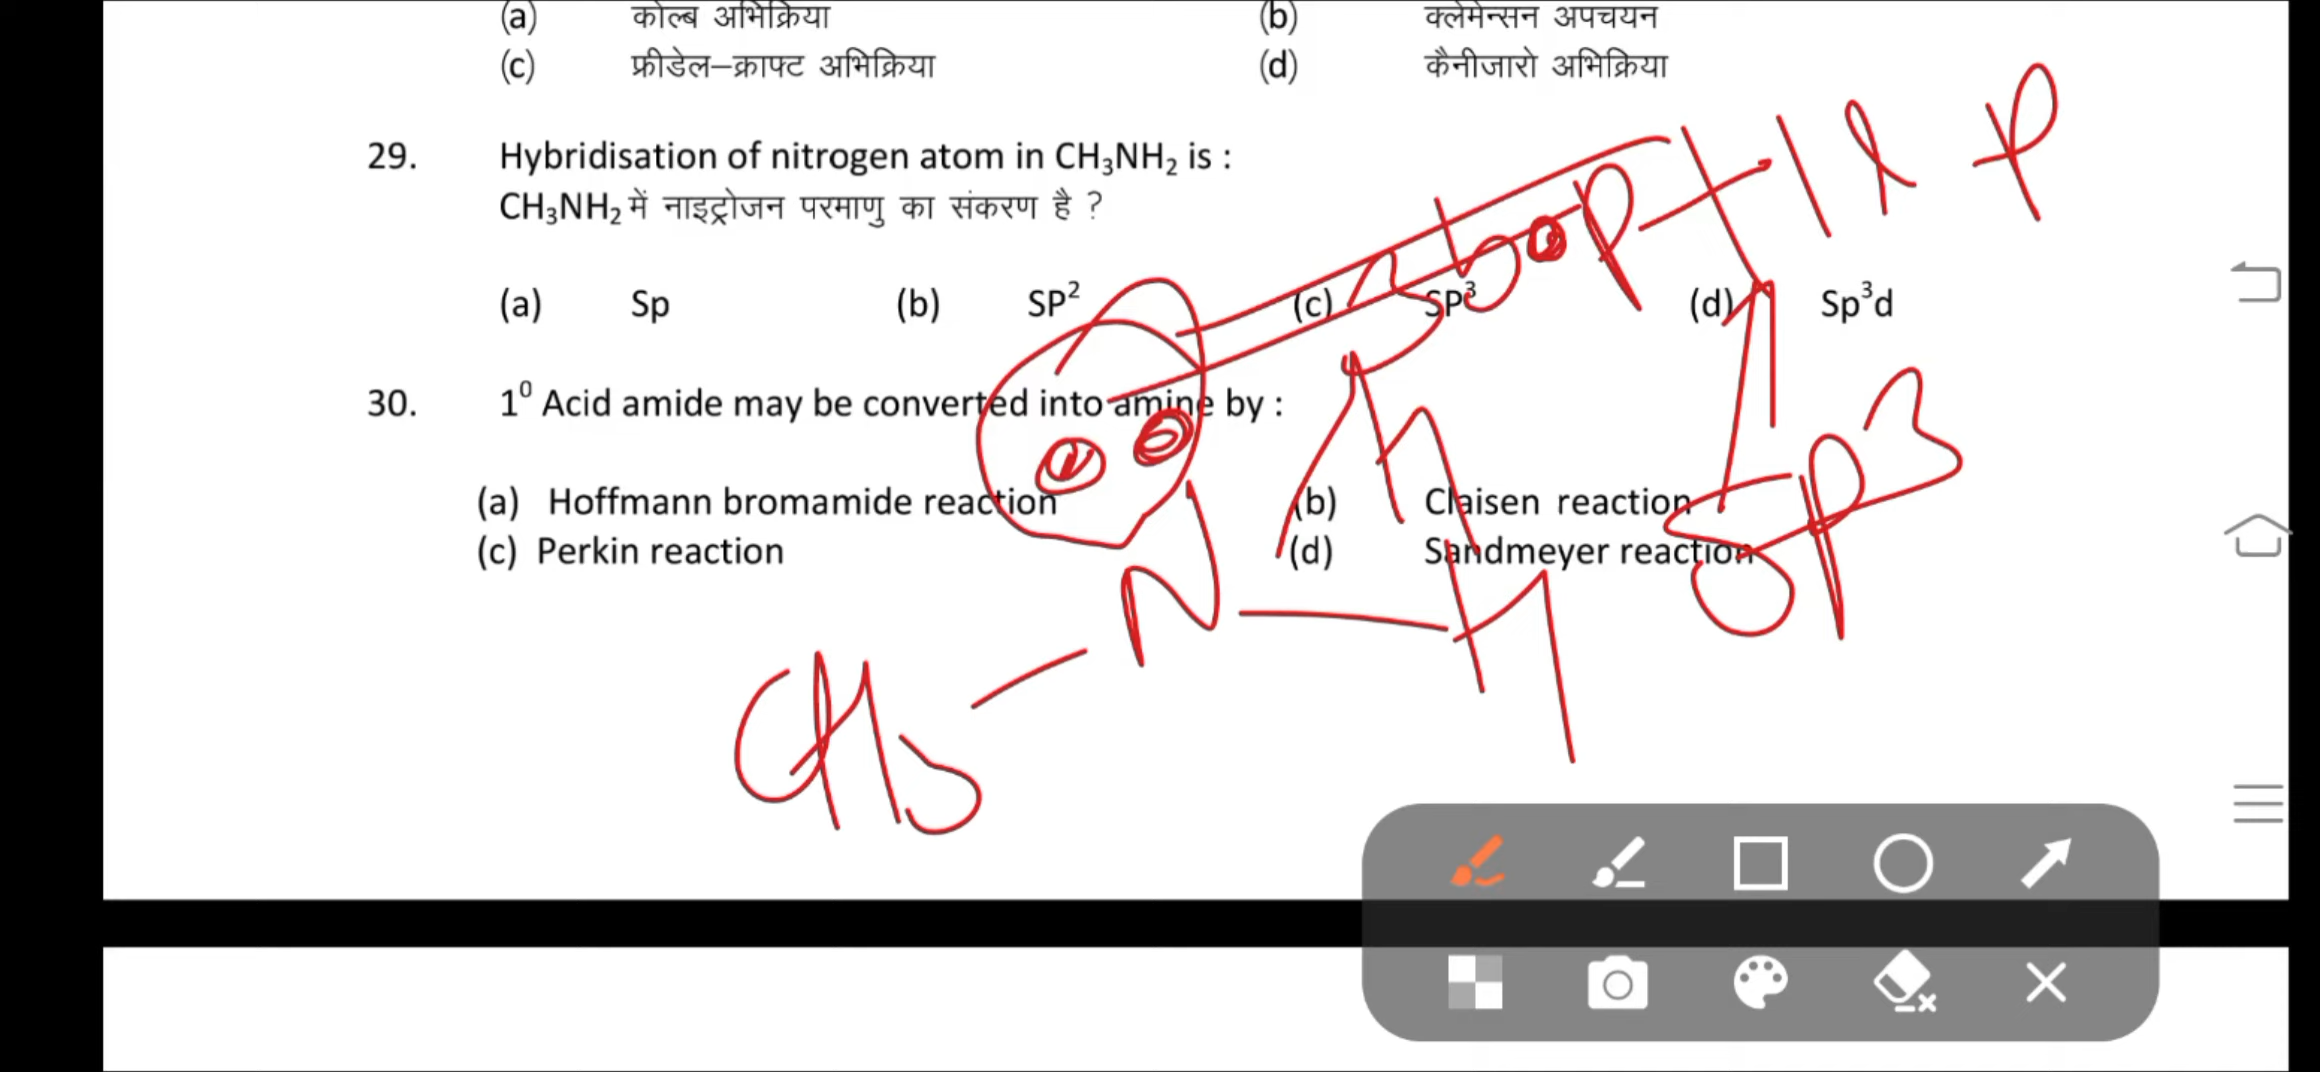 (a) कोल्ब अभिक्रिया (b) क्लेमेन्सन अपचयन
(c) फ्रीडेल–क्राफ्ट अभिक्रिया (d) कैनीजारो अभिक्रिया
29. Hybridisation of nitrogen atom in CH₃NH₂ is :
CH₃NH₂ में नाइट्रोजन परमाणु का संकरण है ?
(a) Sp (b) SP² (c) SP³ (d) Sp³d
30. 1⁰ Acid amide may be converted into amine by :
(a) Hoffmann bromamide reaction (b) Claisen reaction
(c) Perkin reaction (d) Sandmeyer reaction
SP3
CH3 — N — H
H